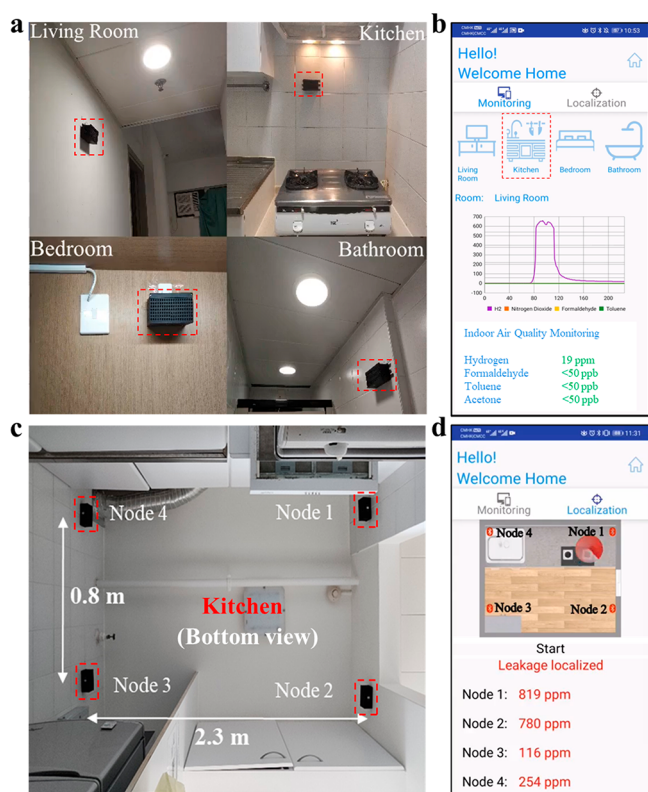 a
Living Room
Kitchen
Bedroom
Bathroom
b
10:53
Hello!
Welcome Home
Monitoring
Localization
Living
Room
Kitchen
Bedroom
Bathroom
Room: Living Room
700
600
500
400
300
200
100
0
-100
0 40 80 120 160 200
H2 Nitrogen Dioxide Formaldehyde Toluene
Indoor Air Quality Monitoring
Hydrogen 19 ppm
Formaldehyde <50 ppb
Toluene <50 ppb
Acetone <50 ppb
c
Node 4
Node 1
0.8 m
Kitchen
(Bottom view)
Node 3
Node 2
2.3 m
d
11:31
Hello!
Welcome Home
Monitoring
Localization
Node 4
Node 1
Node 3
Node 2
Start
Leakage localized
Node 1: 819 ppm
Node 2: 780 ppm
Node 3: 116 ppm
Node 4: 254 ppm